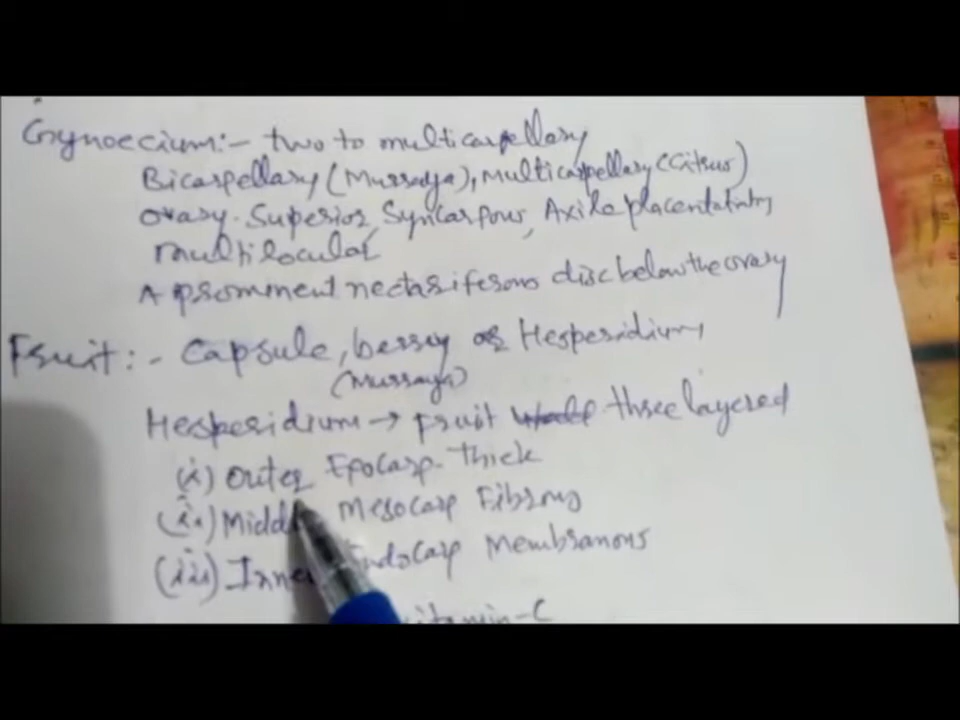 Gynoecium:- two to multicarpellary
Bicarpellary (Murraya), Multicarpellary (Citrus)
Ovary- Superior, Syncarpous, Axile placentation,
multilocular
A prominent nectariferous disc below the ovary
Fruit:- Capsule, berry or Hesperidium,
(Murraya)
Hesperidium → Fruit three layered
(i) Outer Epocarp- Thick
(ii) Middle Mesocarp Fibrous
(iii) Inner Endocarp Membranous
vitamin-C